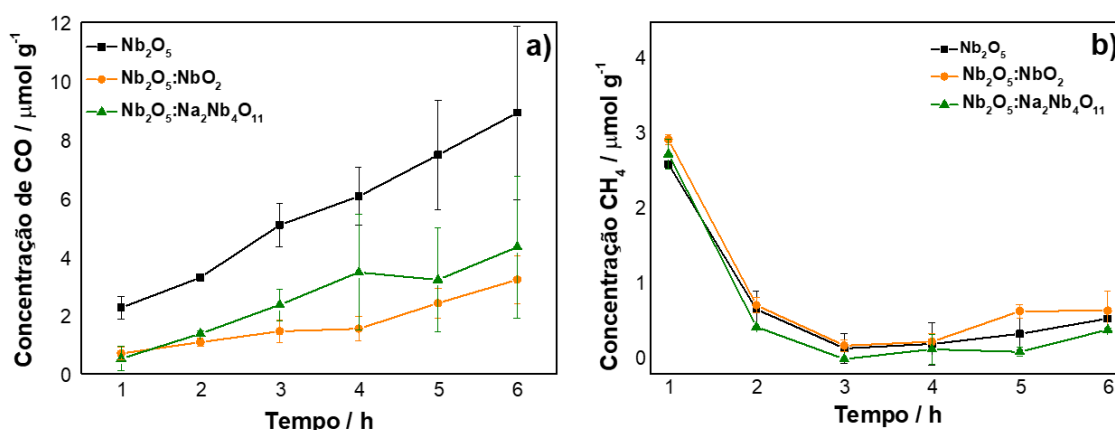 a)
Nb₂O₅
Nb₂O₅:NbO₂
Nb₂O₅:Na₂Nb₄O₁₁
Concentração de CO / μmol g⁻¹
12
10
8
6
4
2
0
1 2 3 4 5 6
Tempo / h
b)
Nb₂O₅
Nb₂O₅:NbO₂
Nb₂O₅:Na₂Nb₄O₁₁
Concentração CH₄ / μmol g⁻¹
4
3
2
1
0
1 2 3 4 5 6
Tempo / h